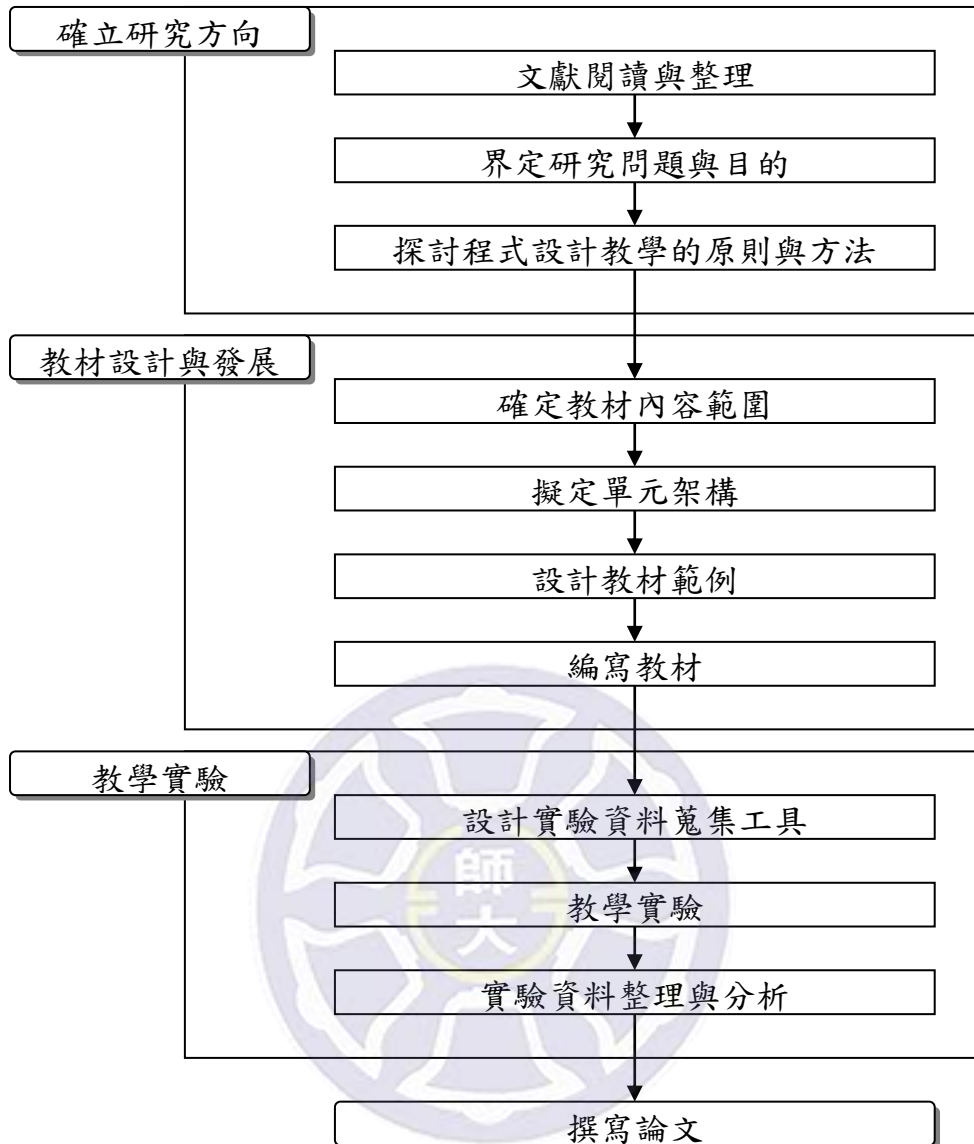 確立研究方向
文獻閱讀與整理
界定研究問題與目的
探討程式設計教學的原則與方法
教材設計與發展
確定教材內容範圍
擬定單元架構
設計教材範例
編寫教材
教學實驗
設計實驗資料蒐集工具
師大
教學實驗
實驗資料整理與分析
撰寫論文